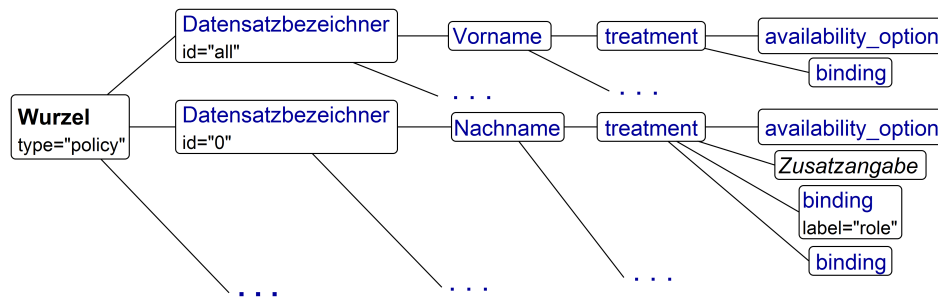 Datensatzbezeichner
id="all"
Vorname
treatment
availability_option
binding
. . .
. . .
Wurzel
type="policy"
Datensatzbezeichner
id="0"
Nachname
treatment
availability_option
Zusatzangabe
binding
label="role"
binding
. . .
. . .
. . .